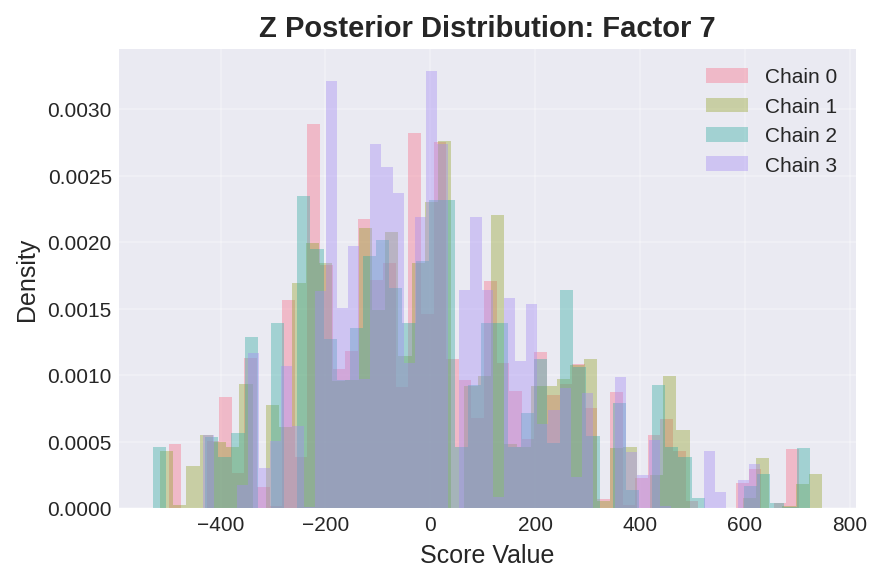 Z Posterior Distribution: Factor 7
Chain 0
Chain 1
Chain 2
Chain 3
Density
0.0030
0.0025
0.0020
0.0015
0.0010
0.0005
0.0000
−400 −200 0 200 400 600 800
Score Value